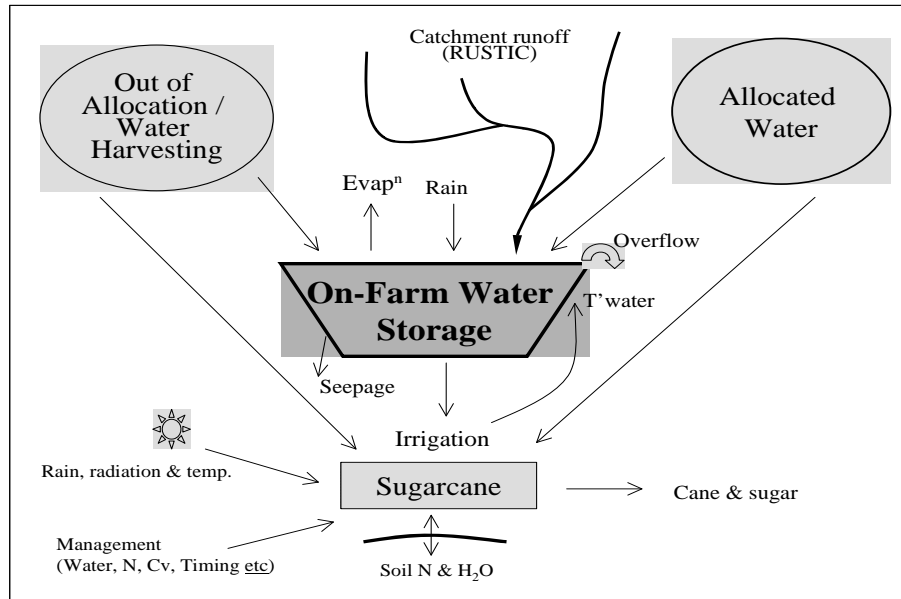 Catchment runoff
(RUSTIC)
Out of
Allocation /
Water
Harvesting
Allocated
Water
Evapⁿ
Rain
Overflow
On-Farm Water
Storage
T’water
Seepage
Irrigation
Rain, radiation & temp.
Sugarcane
Cane & sugar
Management
(Water, N, Cv, Timing etc)
Soil N & H₂O